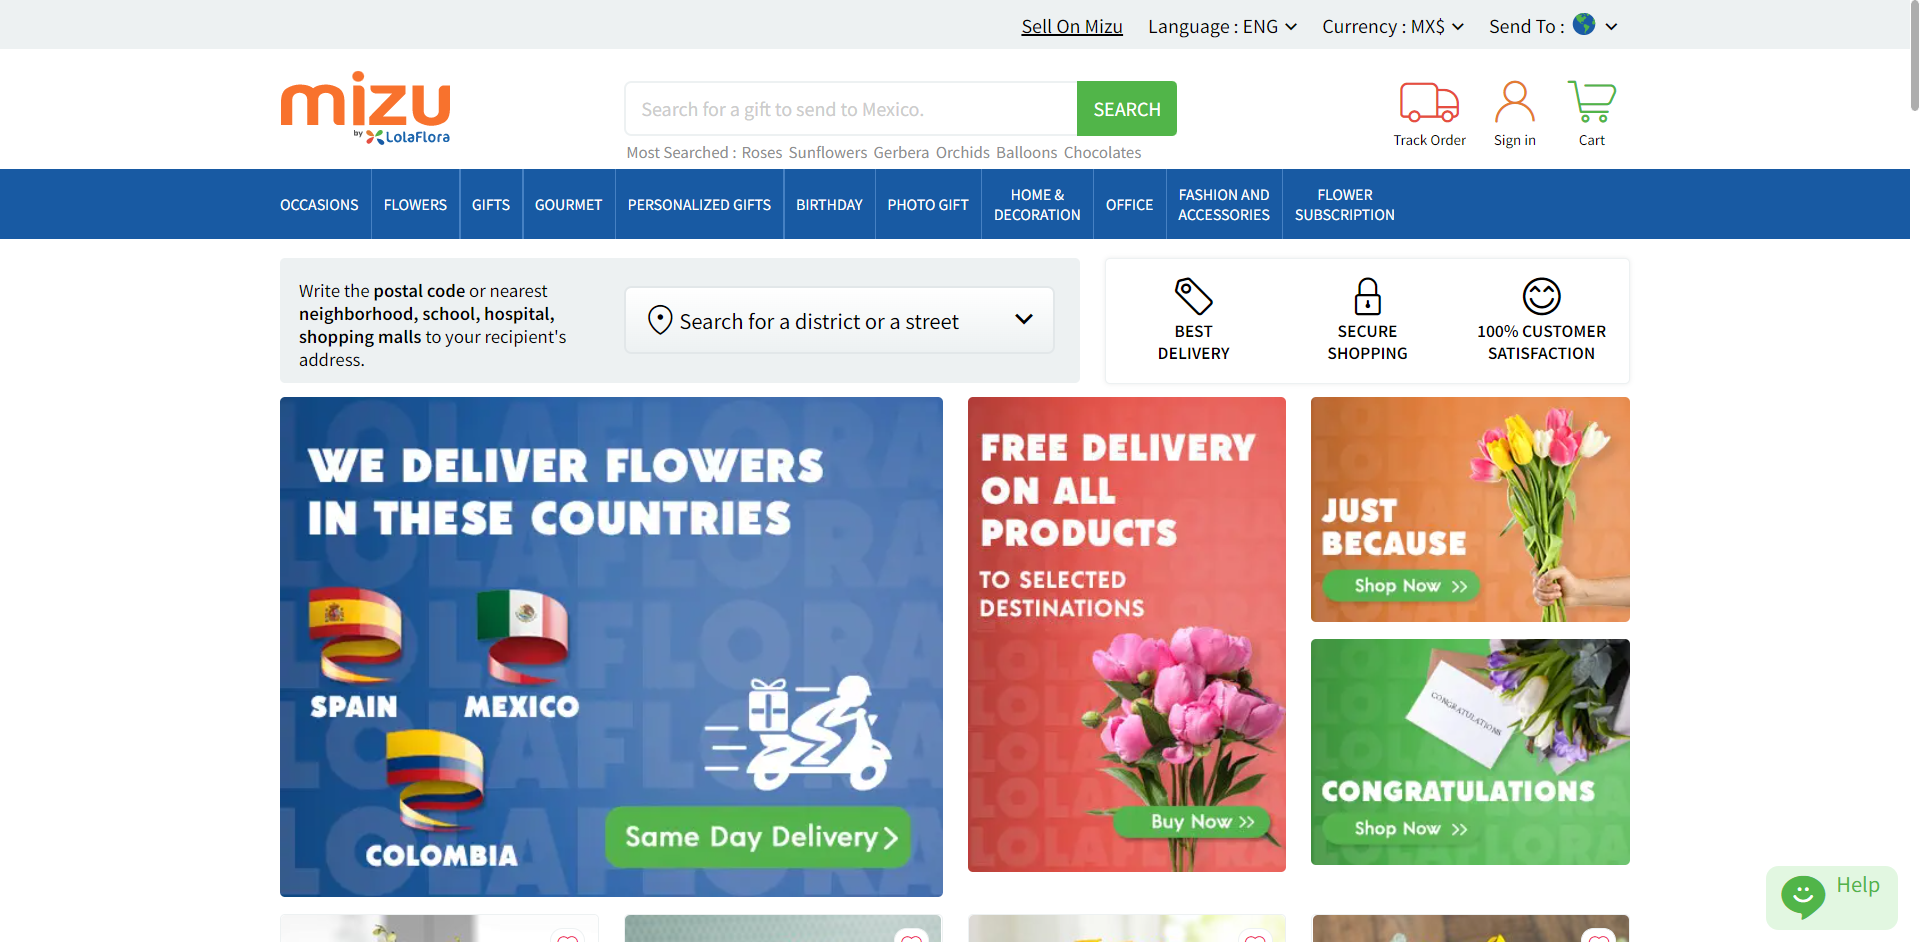 Sell On Mizu
Language : ENG
Currency : MX$
Send To :
mizu
by LolaFlora
Search for a gift to send to Mexico.
SEARCH
Most Searched : Roses Sunflowers Gerbera Orchids Balloons Chocolates
Track Order
Sign in
Cart
OCCASIONS
FLOWERS
GIFTS
GOURMET
PERSONALIZED GIFTS
BIRTHDAY
PHOTO GIFT
HOME &
DECORATION
OFFICE
FASHION AND
ACCESSORIES
FLOWER
SUBSCRIPTION
Write the postal code or nearest
neighborhood, school, hospital,
shopping malls to your recipient's
address.
Search for a district or a street
BEST
DELIVERY
SECURE
SHOPPING
100% CUSTOMER
SATISFACTION
WE DELIVER FLOWERS
IN THESE COUNTRIES
SPAIN
MEXICO
COLOMBIA
Same Day Delivery
FREE DELIVERY
ON ALL
PRODUCTS
TO SELECTED
DESTINATIONS
Buy Now >>
JUST
BECAUSE
Shop Now >>
CONGRATULATIONS
CONGRATULATIONS
Shop Now >>
Help